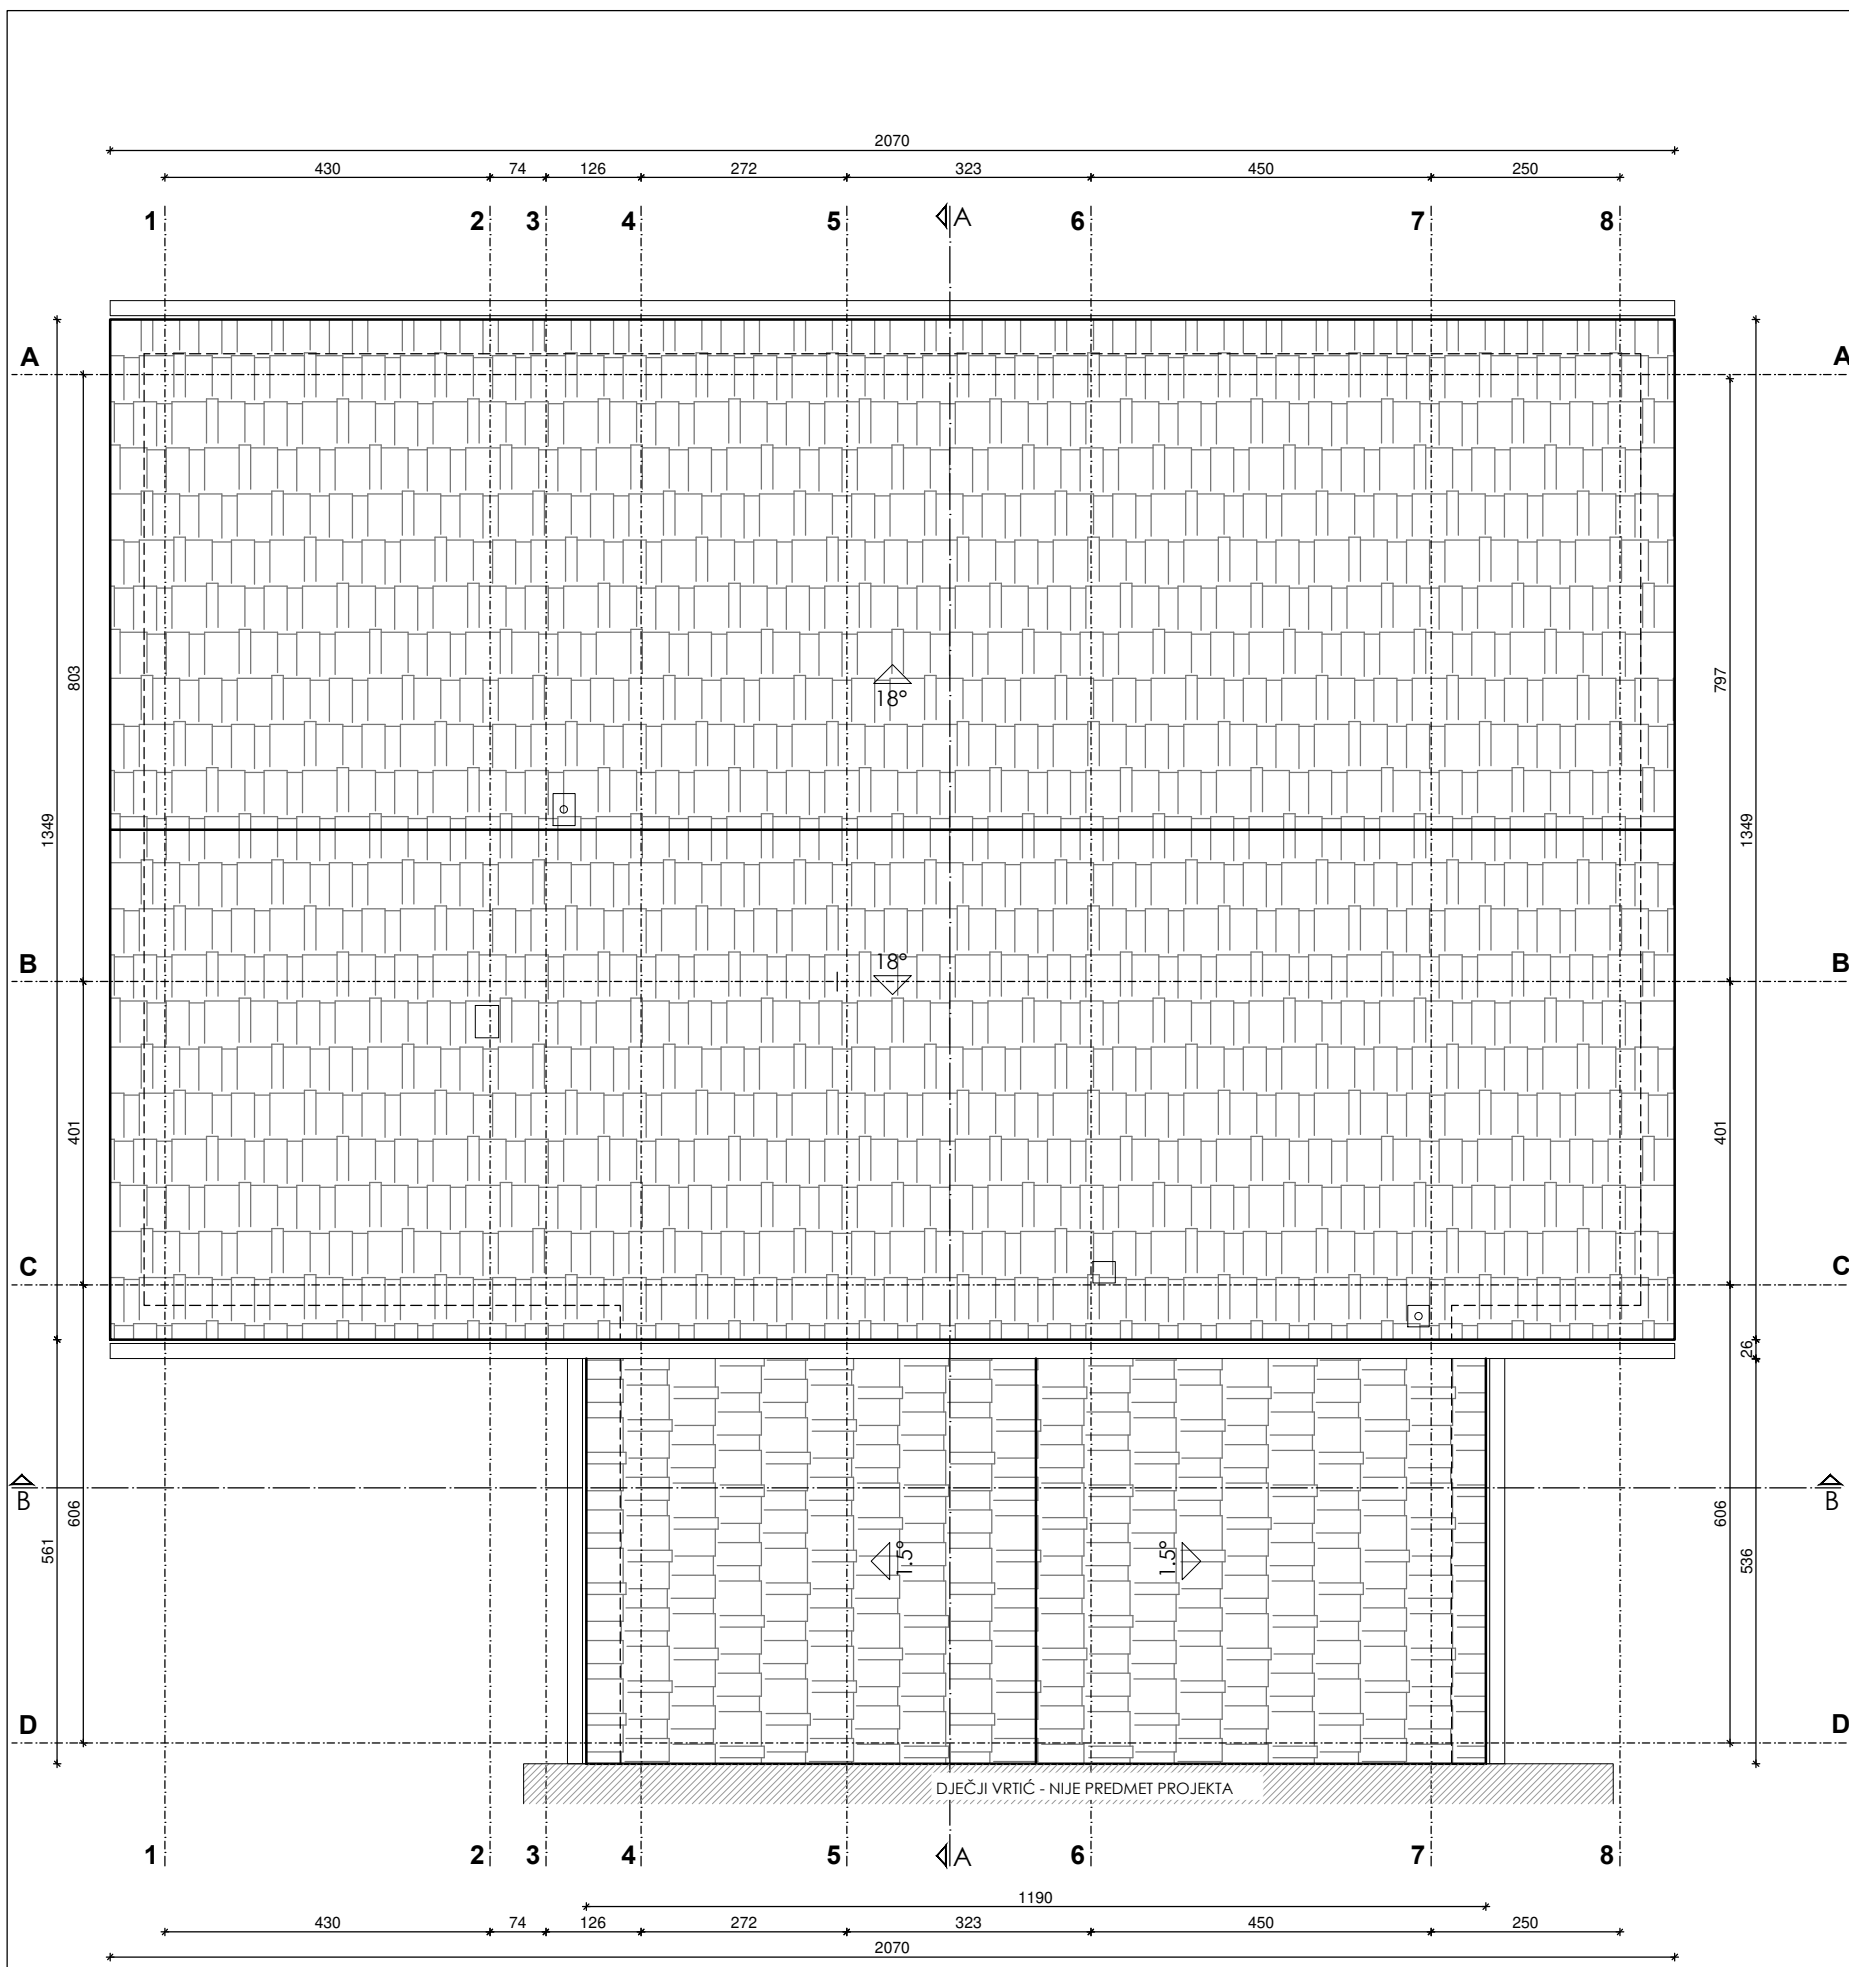 2070
430 74 126 272 323 450 250
1 2 3 4 5 A 6 7 8
A A
803 797
18°
1349 1349
18°
B B
401 401
C C
26
B B
606 606
561 536
1.5° 1.5°
D D
DJEČJI VRTIĆ - NIJE PREDMET PROJEKTA
1 2 3 4 5 A 6 7 8
1190
430 74 126 272 323 450 250
2070